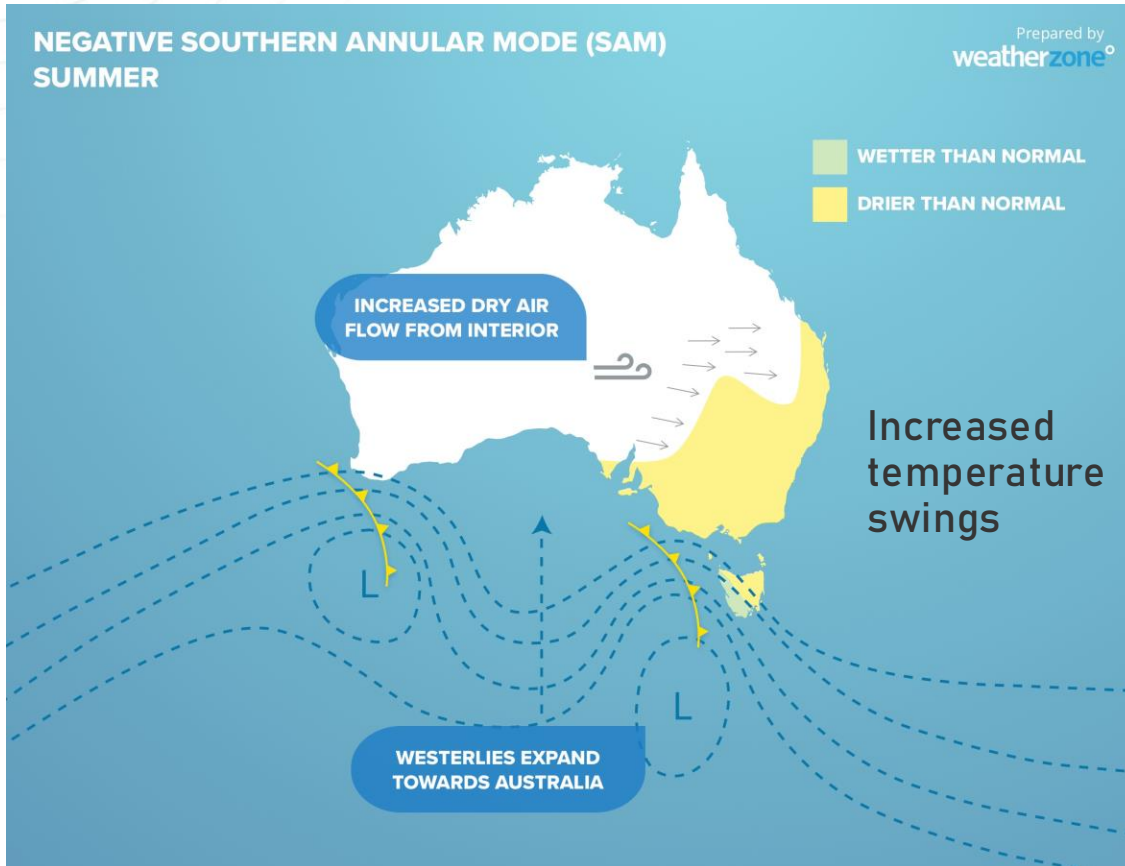 NEGATIVE SOUTHERN ANNULAR MODE (SAM)
SUMMER
Prepared by
weatherzone°
WETTER THAN NORMAL
DRIER THAN NORMAL
INCREASED DRY AIR
FLOW FROM INTERIOR
Increased
temperature
swings
L
L
WESTERLIES EXPAND
TOWARDS AUSTRALIA